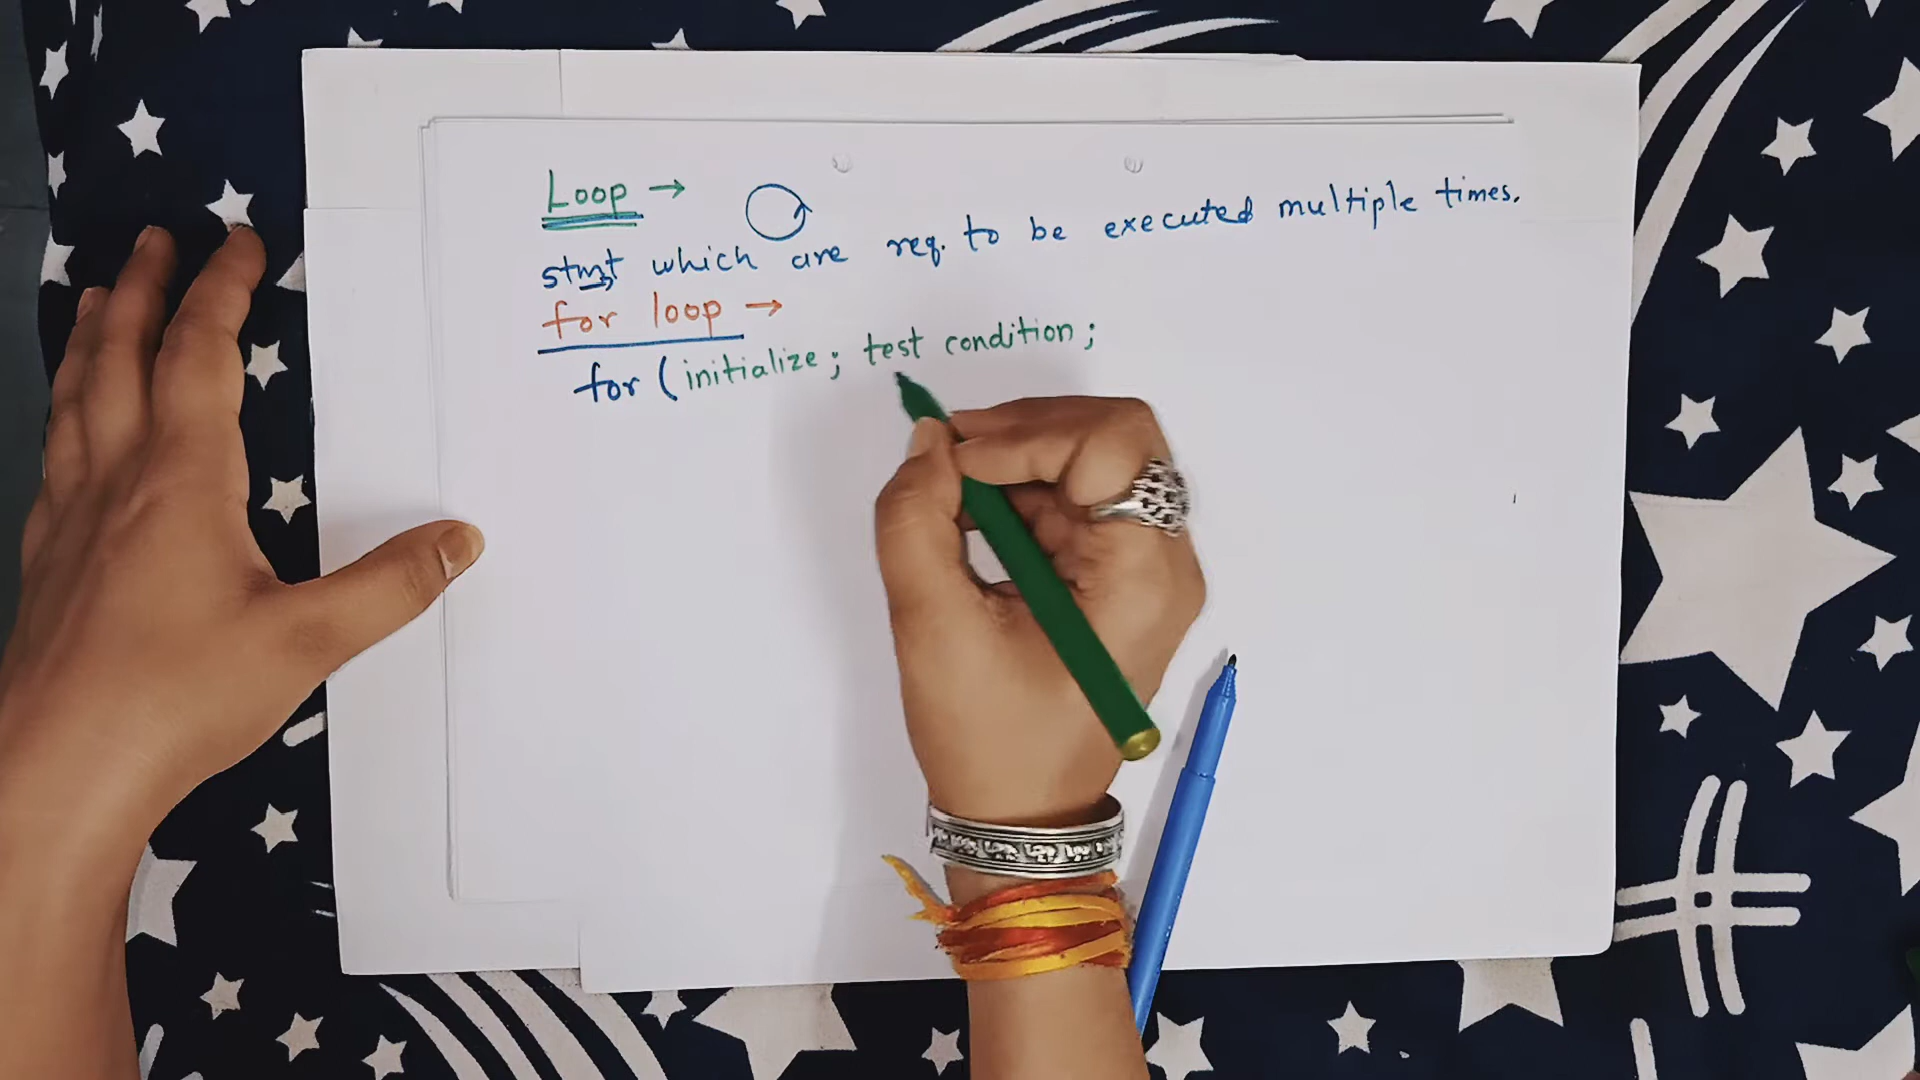 Loop →
stmt which are req. to be executed multiple times.
for loop →
for (initialize; test condition;